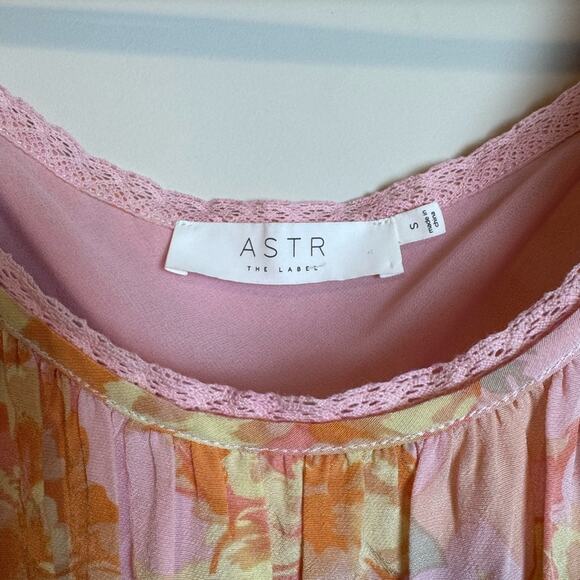 ASTR
THE LABEL
S
made in
china